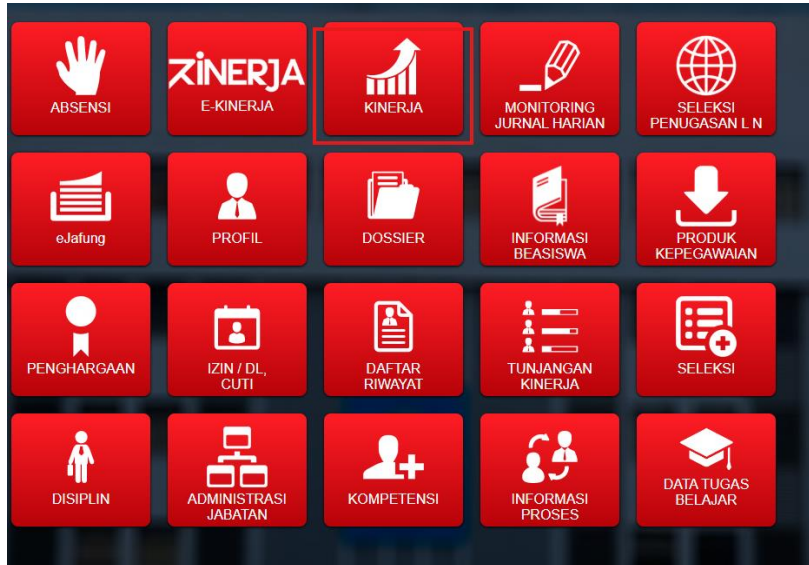 ABSENSI
ZINERJA
E-KINERJA
KINERJA
MONITORING
JURNAL HARIAN
SELEKSI
PENUGASAN L N
eJafung
PROFIL
DOSSIER
INFORMASI
BEASISWA
PRODUK
KEPEGAWAIAN
PENGHARGAAN
IZIN / DL,
CUTI
DAFTAR
RIWAYAT
TUNJANGAN
KINERJA
SELEKSI
DISIPLIN
ADMINISTRASI
JABATAN
KOMPETENSI
INFORMASI
PROSES
DATA TUGAS
BELAJAR